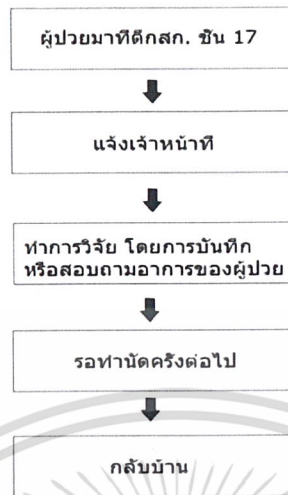 ผู้ป่วยมาที่ตึกสก. ชั้น 17
แจ้งเจ้าหน้าที่
ทำการวิจัย โดยการบันทึก
หรือสอบถามอาการของผู้ป่วย
รอทำนัดครั้งต่อไป
กลับบ้าน